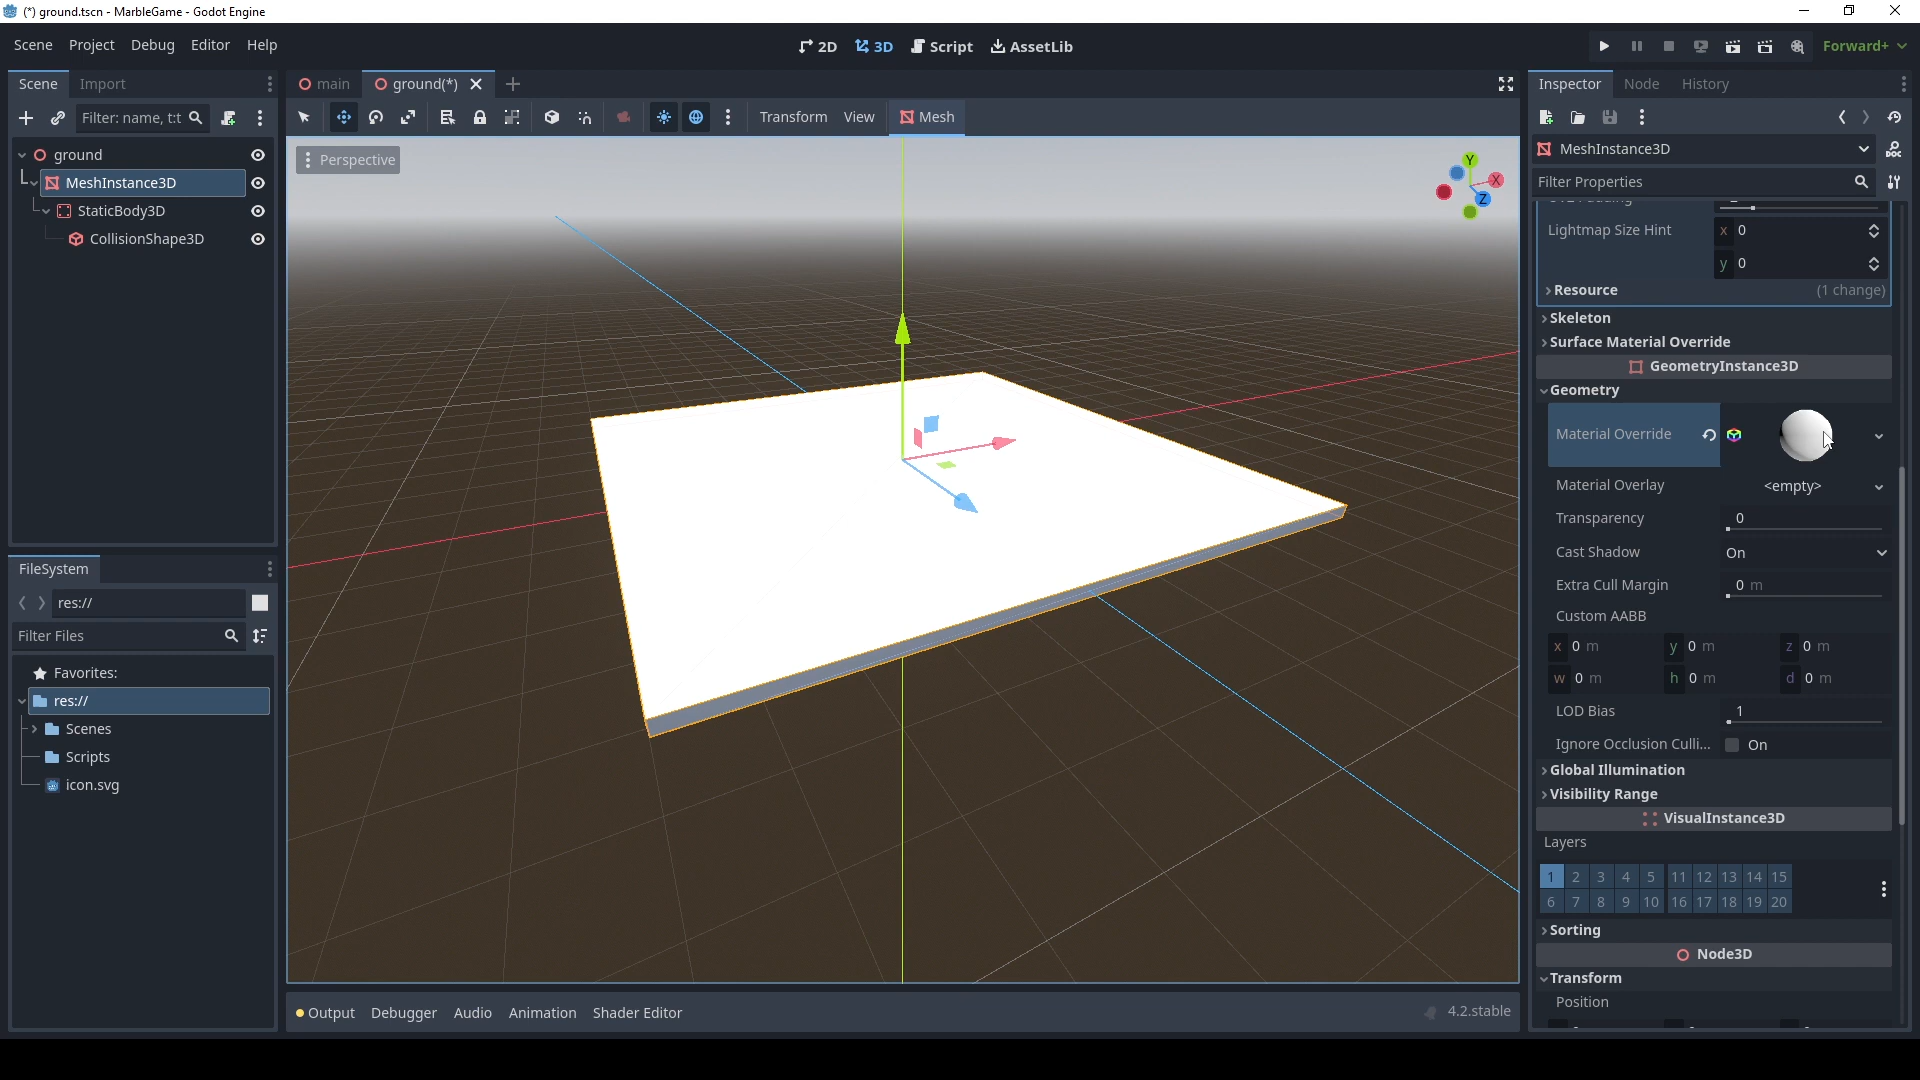 (*) ground.tscn - MarbleGame - Godot Engine
Scene Project Debug Editor Help
2D 3D Script AssetLib
Forward+
Scene Import
main ground(*)
Inspector Node History
Filter: name, t:t
Transform View Mesh
Perspective
Y
X
Z
ground
MeshInstance3D
StaticBody3D
CollisionShape3D
FileSystem
res://
Filter Files
Favorites:
res://
Scenes
Scripts
icon.svg
Output Debugger Audio Animation Shader Editor
4.2.stable
MeshInstance3D
DOC
Filter Properties
Lightmap Size Hint x 0
y 0
Resource (1 change)
Skeleton
Surface Material Override
GeometryInstance3D
Geometry
Material Override
Material Overlay <empty>
Transparency 0
Cast Shadow On
Extra Cull Margin 0 m
Custom AABB
x 0 m y 0 m z 0 m
w 0 m h 0 m d 0 m
LOD Bias 1
Ignore Occlusion Culli... On
Global Illumination
Visibility Range
VisualInstance3D
Layers
1 2 3 4 5 11 12 13 14 15
6 7 8 9 10 16 17 18 19 20
Sorting
Node3D
Transform
Position